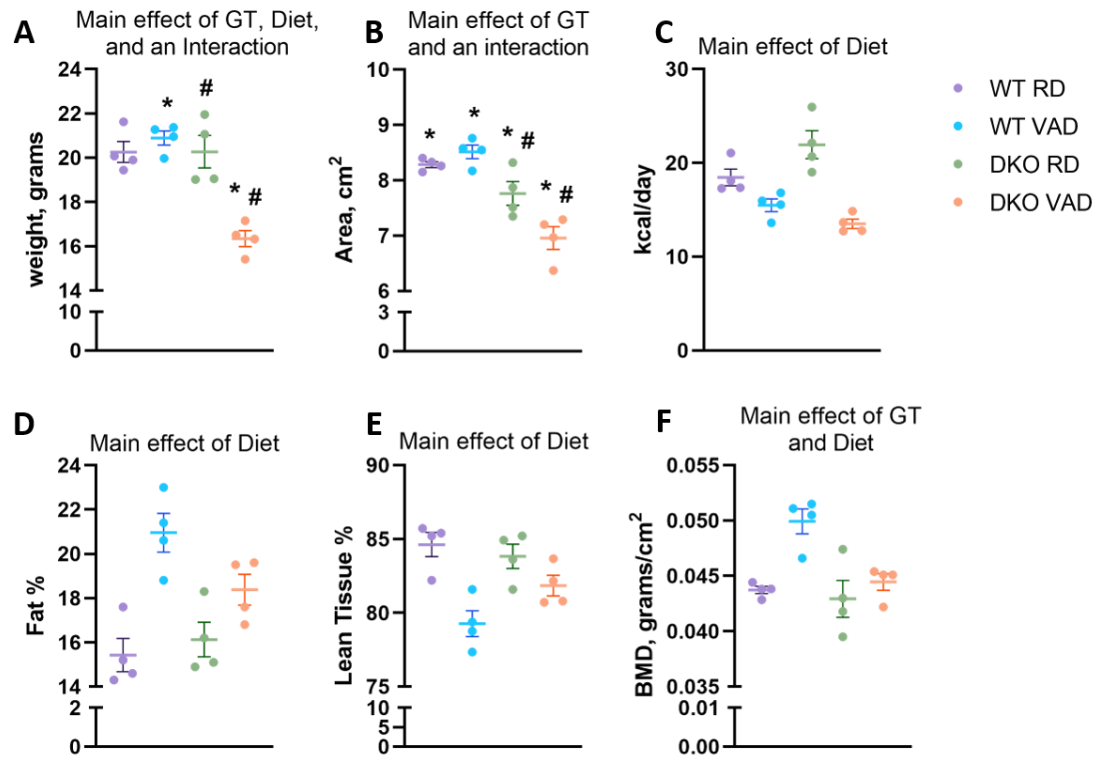 A
Main effect of GT, Diet,
and an Interaction
weight, grams
24
22
20
18
16
14
10
0
*
#
* #
B
Main effect of GT
and an interaction
Area, cm2
10
9
8
7
6
3
0
*
*
* #
* #
C
Main effect of Diet
kcal/day
30
20
10
0
WT RD
WT VAD
DKO RD
DKO VAD
D
Main effect of Diet
Fat %
24
22
20
18
16
14
2
0
E
Main effect of Diet
Lean Tissue %
90
85
80
75
10
5
0
F
Main effect of GT
and Diet
BMD, grams/cm2
0.055
0.050
0.045
0.040
0.035
0.01
0.00